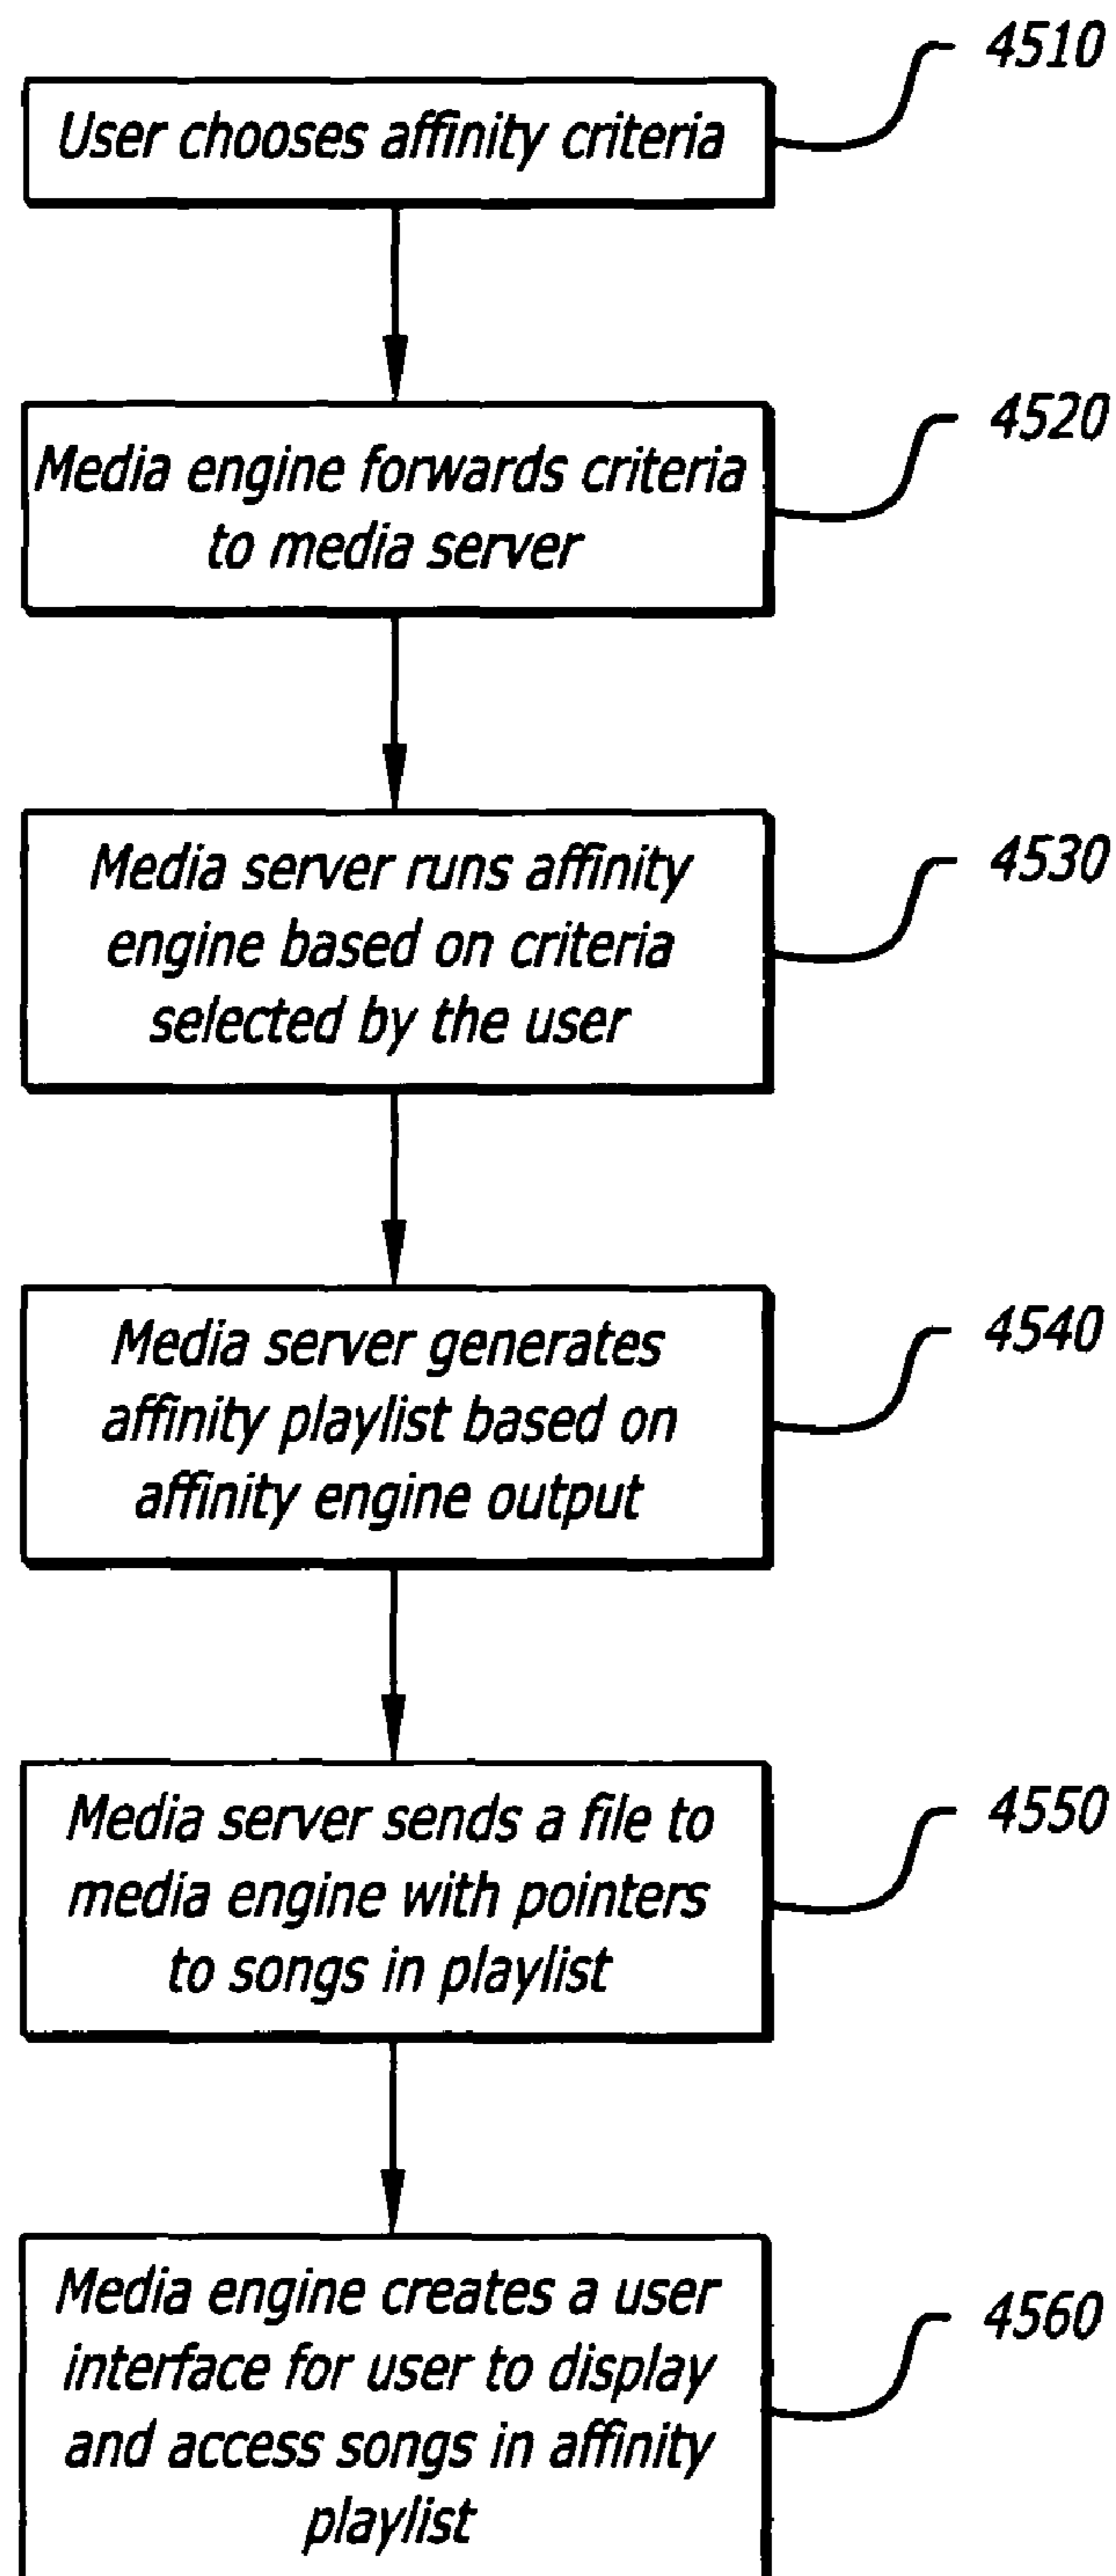 4510
User chooses affinity criteria
4520
Media engine forwards criteria
to media server
4530
Media server runs affinity
engine based on criteria
selected by the user
4540
Media server generates
affinity playlist based on
affinity engine output
4550
Media server sends a file to
media engine with pointers
to songs in playlist
4560
Media engine creates a user
interface for user to display
and access songs in affinity
playlist